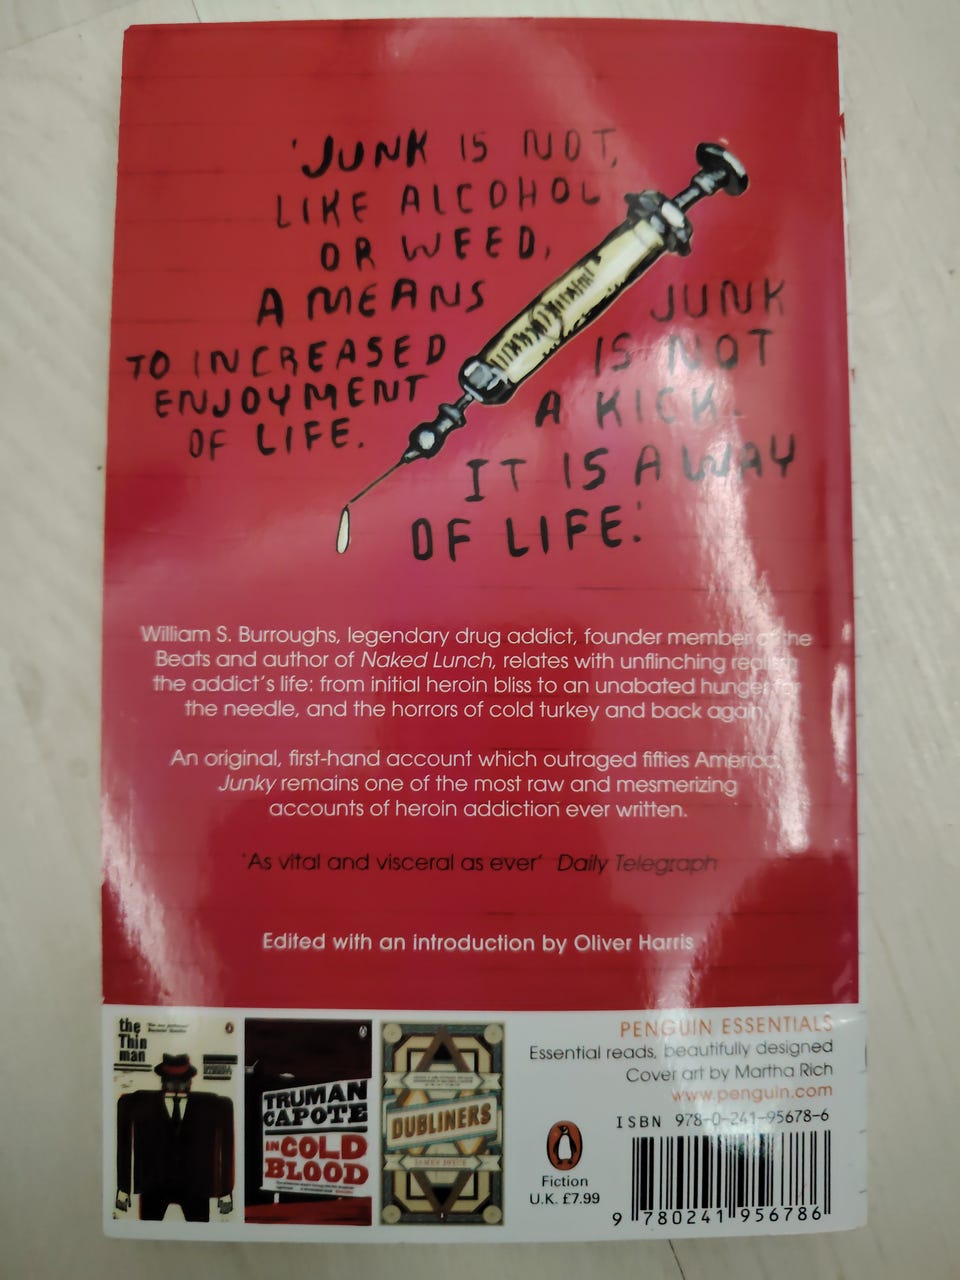 'JUNK IS NOT,
LIKE ALCOHOL
OR WEED,
A MEANS
TO INCREASED
ENJOYMENT
OF LIFE.
JUNK
IS NOT
A KICK.
IT IS A WAY
OF LIFE.'
William S. Burroughs, legendary drug addict, founder member of the
Beats and author of Naked Lunch, relates with unflinching realism
the addict's life: from initial heroin bliss to an unabated hunger for
the needle, and the horrors of cold turkey and back again.
An original, first-hand account which outraged fifties America,
Junky remains one of the most raw and mesmerizing
accounts of heroin addiction ever written.
'As vital and visceral as ever' Daily Telegraph
Edited with an introduction by Oliver Harris
the
Thin
man
TRUMAN
CAPOTE
IN COLD
BLOOD
DUBLINERS
JAMES JOYCE
PENGUIN ESSENTIALS
Essential reads, beautifully designed
Cover art by Martha Rich
www.penguin.com
ISBN 978-0-241-95678-6
Fiction
U.K. £7.99
9 780241 956786